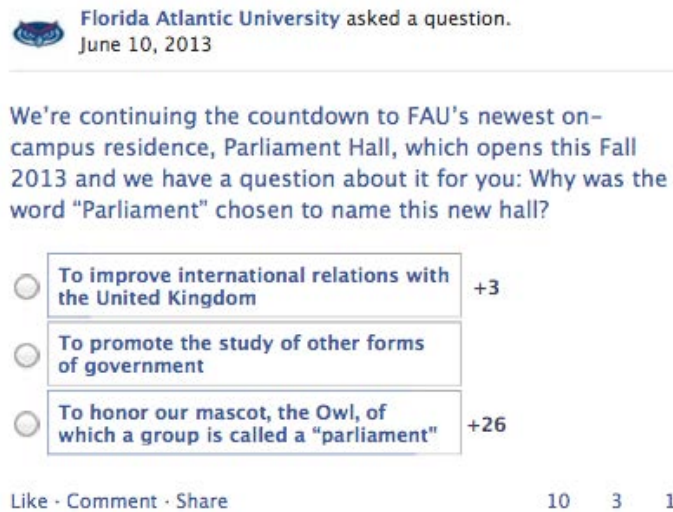 Florida Atlantic University asked a question.
June 10, 2013
We're continuing the countdown to FAU's newest on-
campus residence, Parliament Hall, which opens this Fall
2013 and we have a question about it for you: Why was the
word “Parliament” chosen to name this new hall?
To improve international relations with
the United Kingdom
+3
To promote the study of other forms
of government
To honor our mascot, the Owl, of
which a group is called a “parliament”
+26
Like · Comment · Share 10 3 1